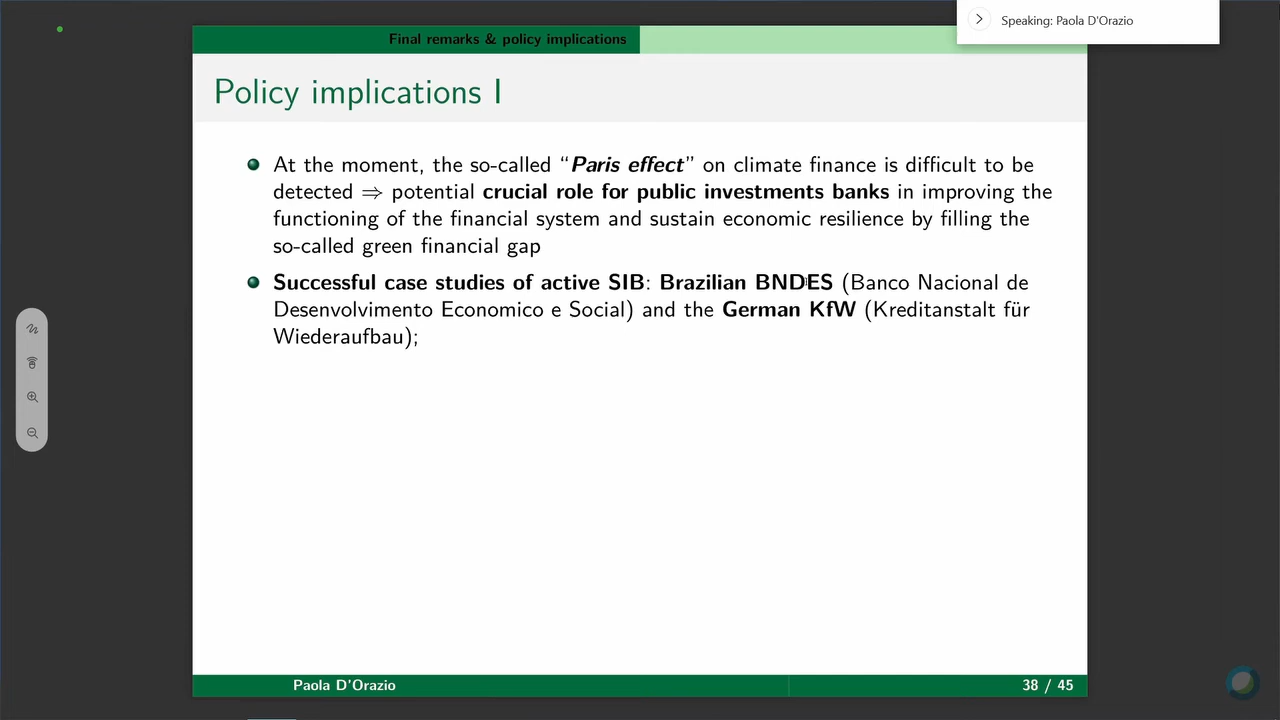 Speaking: Paola D'Orazio
Final remarks & policy implications
Policy implications I
At the moment, the so-called “Paris effect” on climate finance is difficult to be
detected ⇒ potential crucial role for public investments banks in improving the
functioning of the financial system and sustain economic resilience by filling the
so-called green financial gap
Successful case studies of active SIB: Brazilian BNDES (Banco Nacional de
Desenvolvimento Economico e Social) and the German KfW (Kreditanstalt für
Wiederaufbau);
Paola D'Orazio
38 / 45